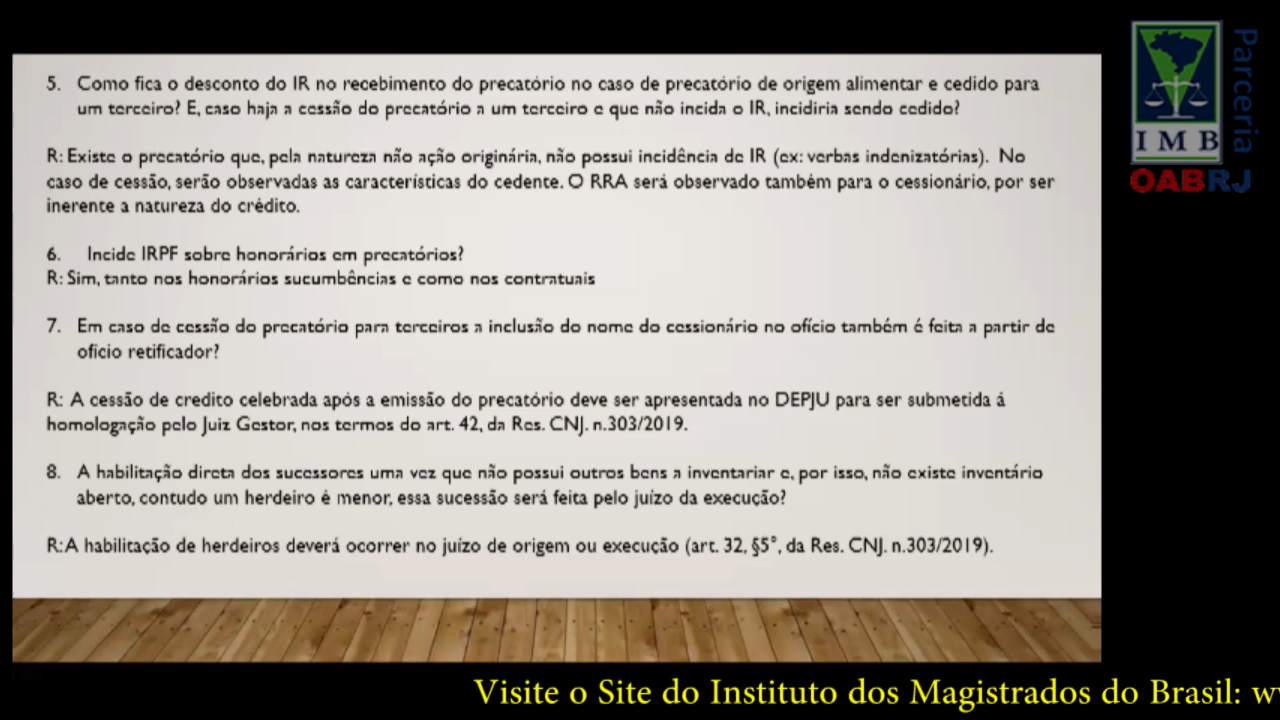 5. Como fica o desconto do IR no recebimento do precatório no caso de precatório de origem alimentar e cedido para
um terceiro? E, caso haja a cessão do precatório a um terceiro e que não incida o IR, incidiria sendo cedido?
R: Existe o precatório que, pela natureza não ação originária, não possui incidência de IR (ex: verbas indenizatórias). No
caso de cessão, serão observadas as características do cedente. O RRA será observado também para o cessionário, por ser
inerente a natureza do crédito.
6. Incide IRPF sobre honorários em precatórios?
R: Sim, tanto nos honorários sucumbências e como nos contratuais
7. Em caso de cessão do precatório para terceiros a inclusão do nome do cessionário no ofício também é feita a partir de
ofício retificador?
R: A cessão de credito celebrada após a emissão do precatório deve ser apresentada no DEPJU para ser submetida á
homologação pelo Juiz Gestor, nos termos do art. 42, da Res. CNJ. n.303/2019.
8. A habilitação direta dos sucessores uma vez que não possui outros bens a inventariar e, por isso, não existe inventário
aberto, contudo um herdeiro é menor, essa sucessão será feita pelo juízo da execução?
R:A habilitação de herdeiros deverá ocorrer no juízo de origem ou execução (art. 32, §5°, da Res. CNJ. n.303/2019).
Parceria
IMB
OABRJ
Visite o Site do Instituto dos Magistrados do Brasil: w